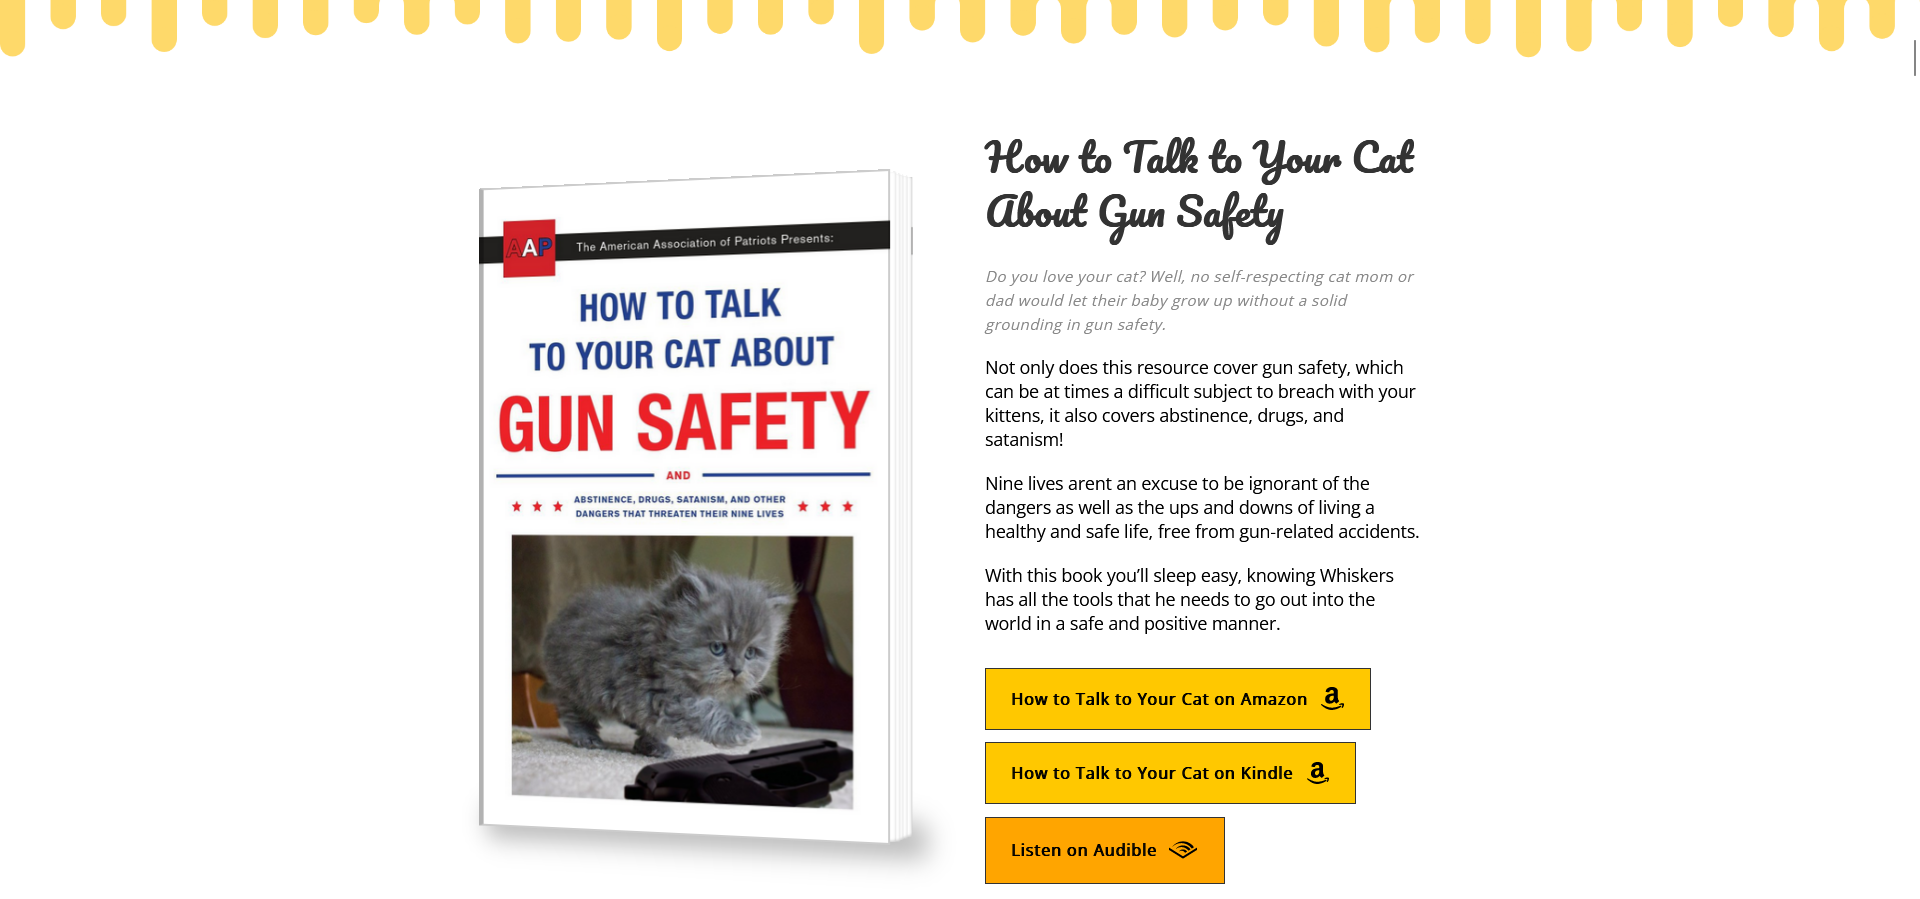 AAP
The American Association of Patriots Presents:
HOW TO TALK
TO YOUR CAT ABOUT
GUN SAFETY
AND
ABSTINENCE, DRUGS, SATANISM, AND OTHER
DANGERS THAT THREATEN THEIR NINE LIVES
How to Talk to Your Cat
About Gun Safety
Do you love your cat? Well, no self-respecting cat mom or
dad would let their baby grow up without a solid
grounding in gun safety.
Not only does this resource cover gun safety, which
can be at times a difficult subject to breach with your
kittens, it also covers abstinence, drugs, and
satanism!
Nine lives arent an excuse to be ignorant of the
dangers as well as the ups and downs of living a
healthy and safe life, free from gun-related accidents.
With this book you’ll sleep easy, knowing Whiskers
has all the tools that he needs to go out into the
world in a safe and positive manner.
How to Talk to Your Cat on Amazon
How to Talk to Your Cat on Kindle
Listen on Audible